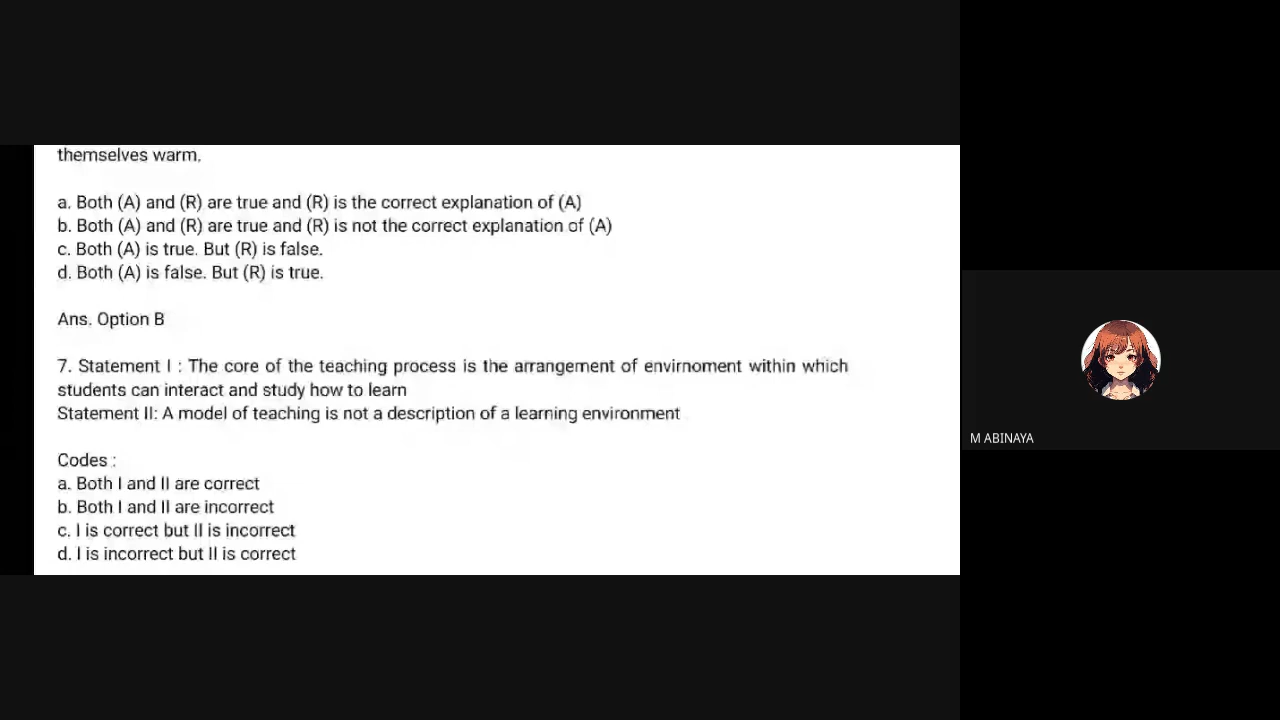 themselves warm.
a. Both (A) and (R) are true and (R) is the correct explanation of (A)
b. Both (A) and (R) are true and (R) is not the correct explanation of (A)
c. Both (A) is true. But (R) is false.
d. Both (A) is false. But (R) is true.
Ans. Option B
7. Statement I : The core of the teaching process is the arrangement of envirnoment within which
students can interact and study how to learn
Statement II: A model of teaching is not a description of a learning environment
Codes :
a. Both I and II are correct
b. Both I and II are incorrect
c. I is correct but II is incorrect
d. I is incorrect but II is correct
M ABINAYA